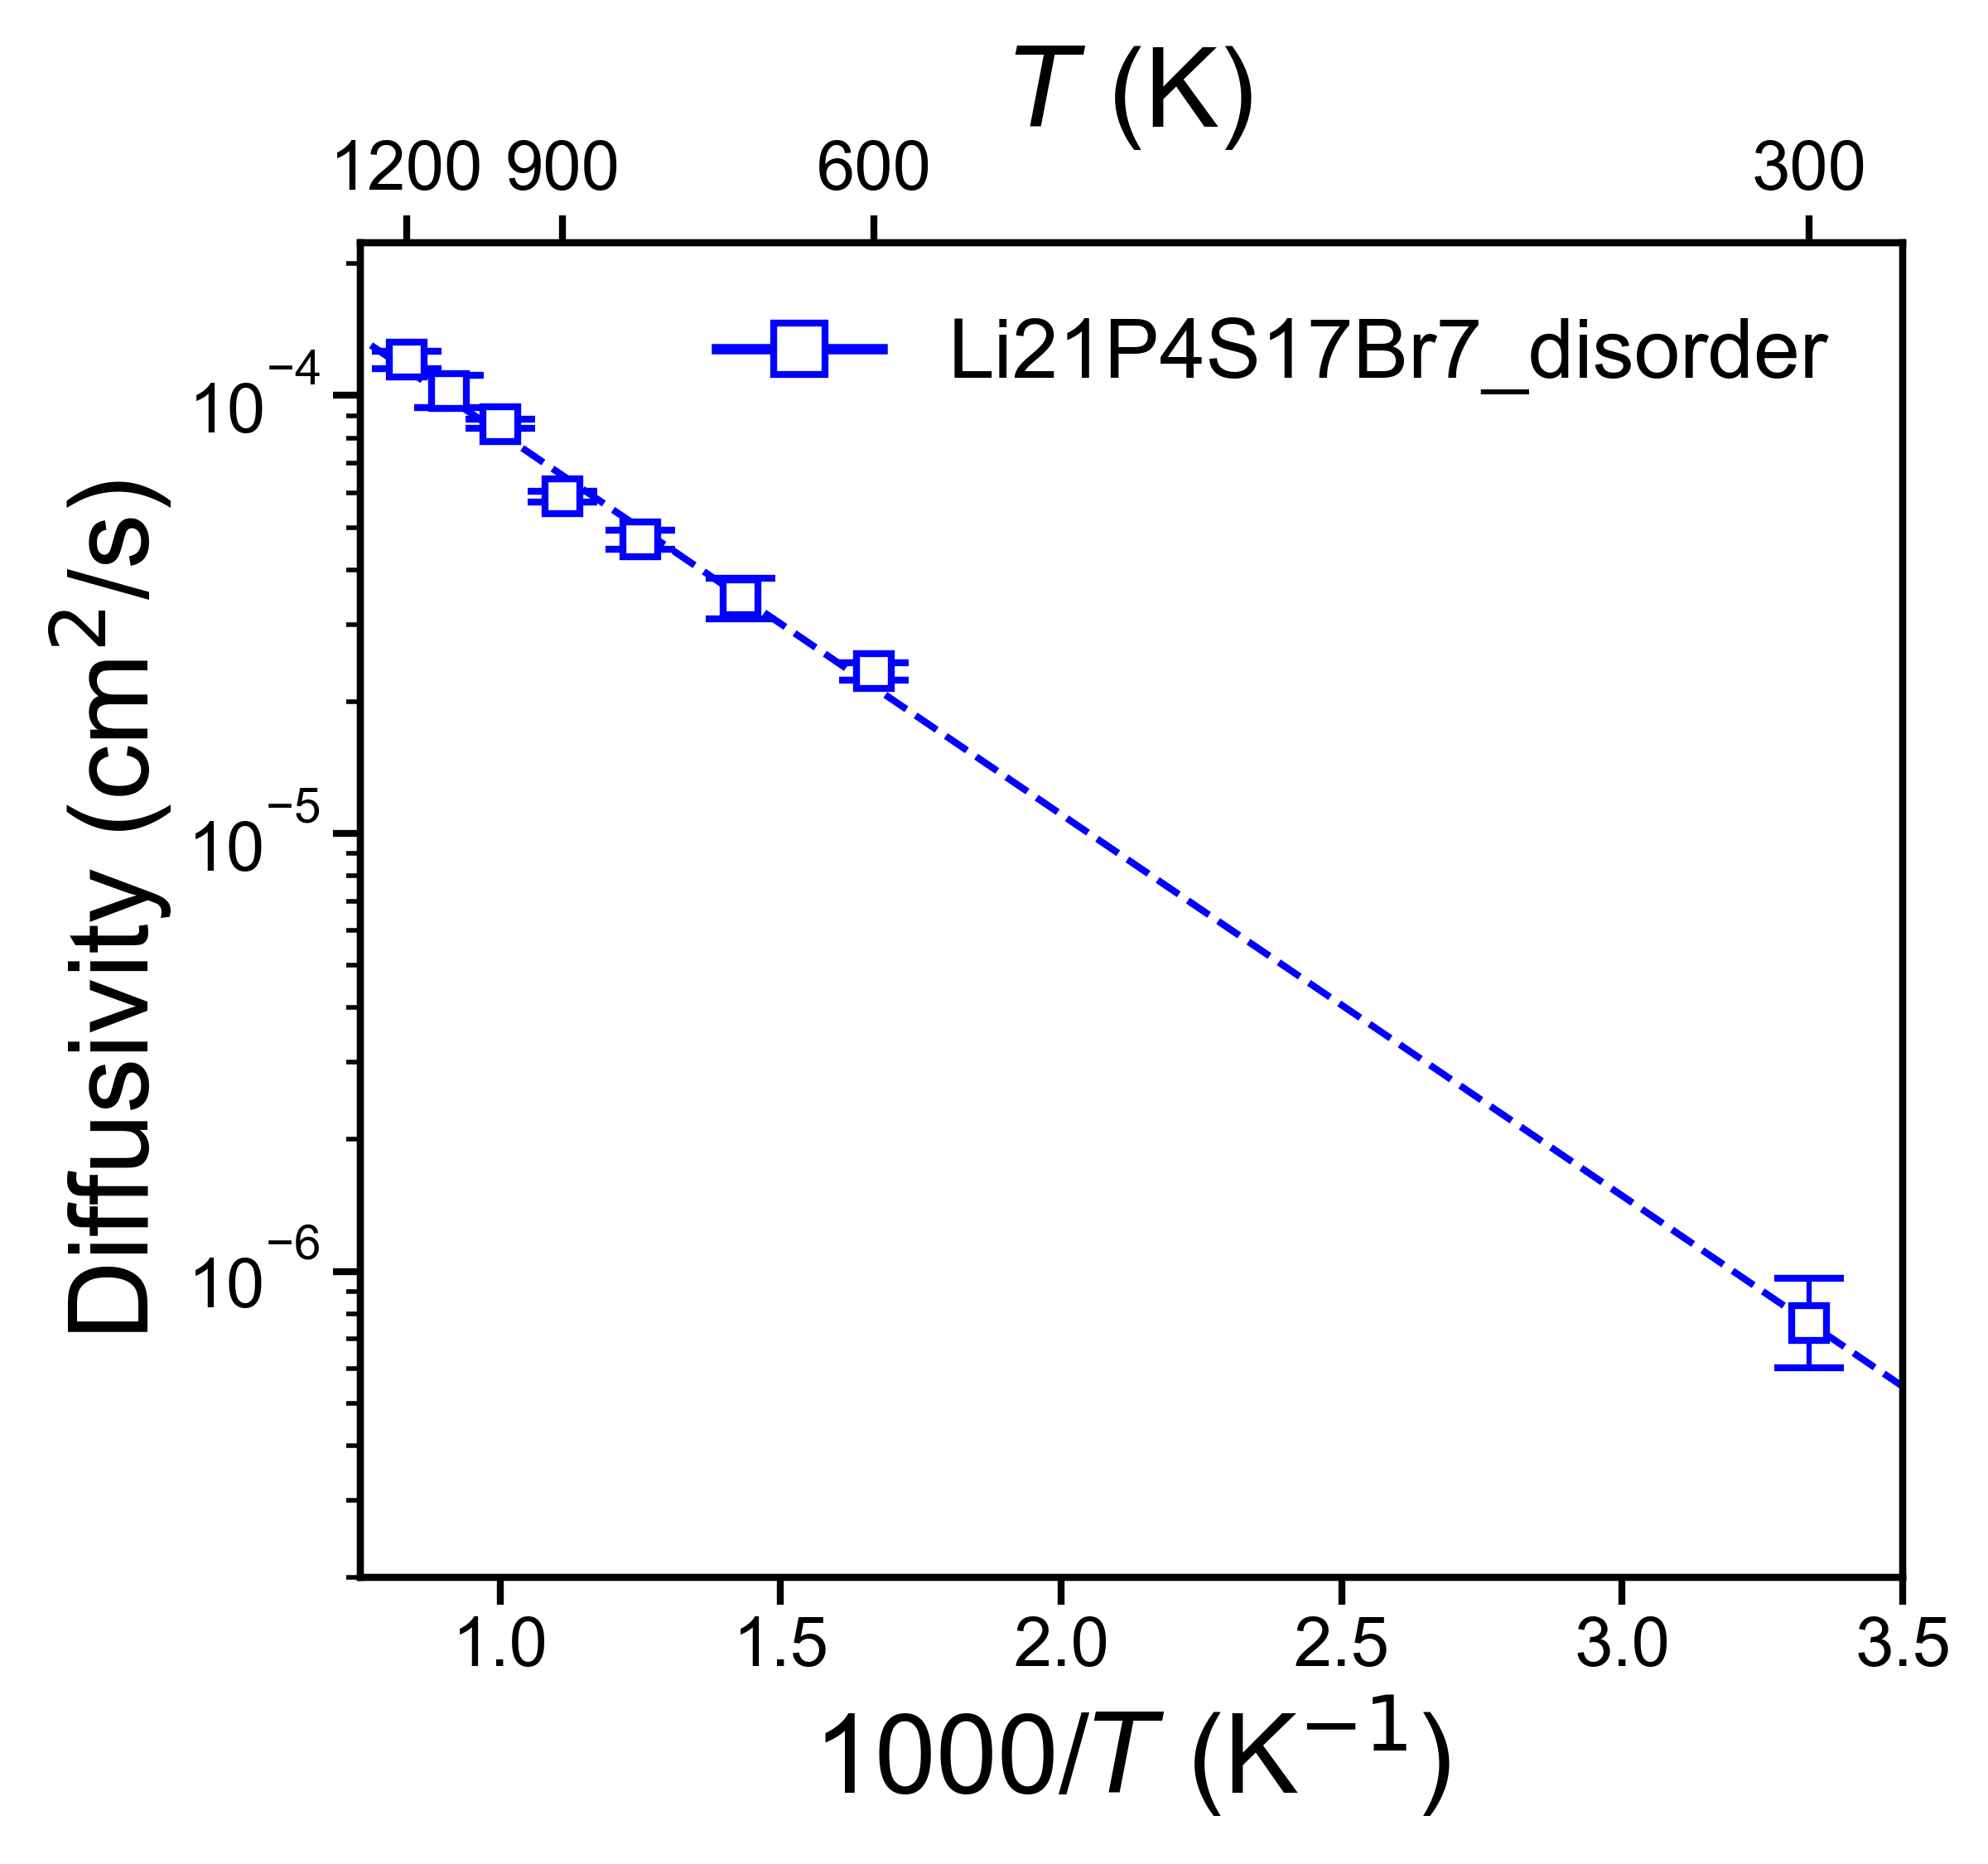 T (K)
1200 900 600 300
Li21P4S17Br7_disorder
Diffusivity (cm²/s)
10⁻⁴
10⁻⁵
10⁻⁶
1.0 1.5 2.0 2.5 3.0 3.5
1000/T (K⁻¹)